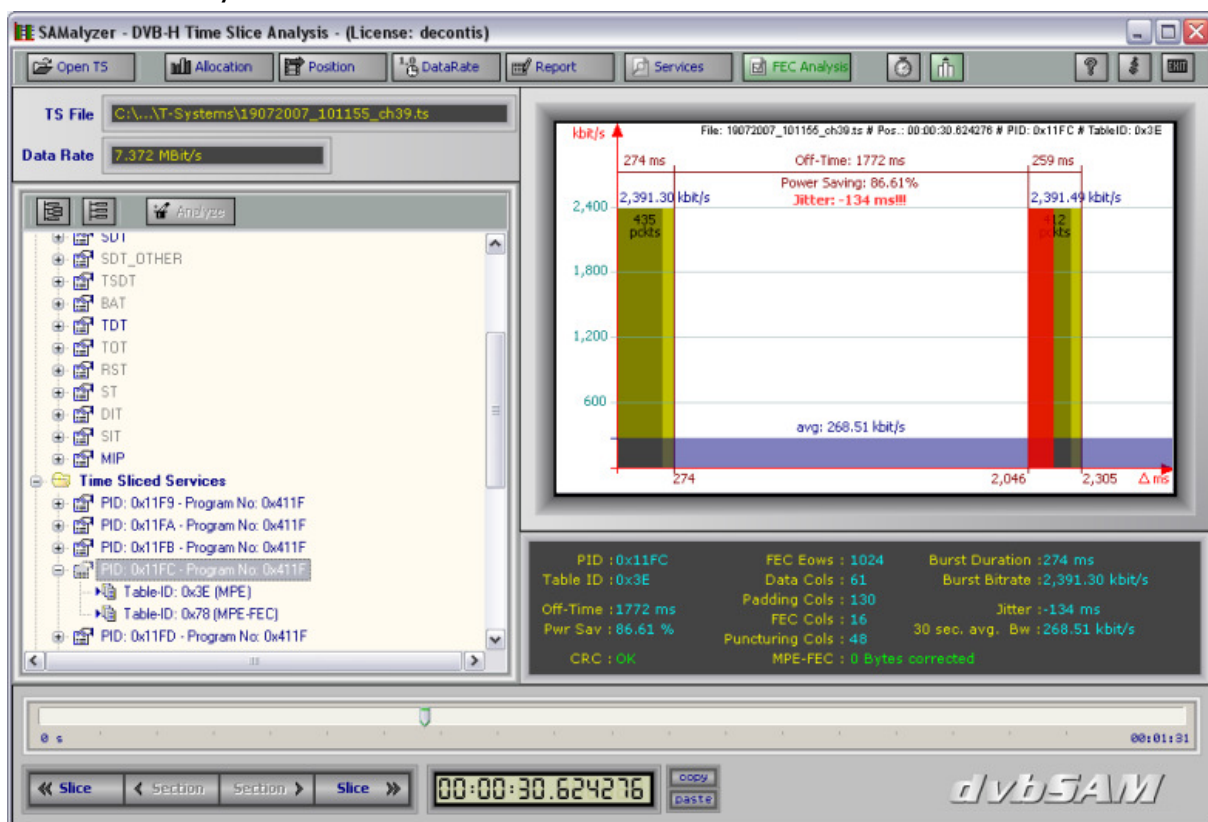 SAMalyzer - DVB-H Time Slice Analysis - (License: decontis)
Open TS Allocation Position DataRate Report Services FEC Analysis EXIT
TS File C:\...\T-Systems\19072007_101155_ch39.ts
Data Rate 7.372 MBit/s
Analyze
SDT
SDT_OTHER
TSDT
BAT
TDT
TOT
RST
ST
DIT
SIT
MIP
Time Sliced Services
PID: 0x11F9 - Program No: 0x411F
PID: 0x11FA - Program No: 0x411F
PID: 0x11FB - Program No: 0x411F
PID: 0x11FC - Program No: 0x411F
Table-ID: 0x3E (MPE)
Table-ID: 0x78 (MPE-FEC)
PID: 0x11FD - Program No: 0x411F
kbit/s File: 19072007_101155_ch39.ts # Pos.: 00:00:30.624276 # PID: 0x11FC # TableID: 0x3E
274 ms Off-Time: 1772 ms 259 ms
Power Saving: 86.61%
2,391.30 kbit/s Jitter: -134 ms!!! 2,391.49 kbit/s
2,400
435 pckts
1,800
1,200
600
avg: 268.51 kbit/s
274 2,046 2,305 Δ ms
PID : 0x11FC FEC Eows : 1024 Burst Duration : 274 ms
Table ID : 0x3E Data Cols : 61 Burst Bitrate : 2,391.30 kbit/s
Padding Cols : 130
Off-Time : 1772 ms FEC Cols : 16 Jitter : -134 ms
Pwr Sav : 86.61 % Puncturing Cols : 48 30 sec. avg. Bw : 268.51 kbit/s
CRC : OK MPE-FEC : 0 Bytes corrected
0 s 00:01:31
Slice Section Section Slice 00:00:30.624276 copy
paste
dvbSAM